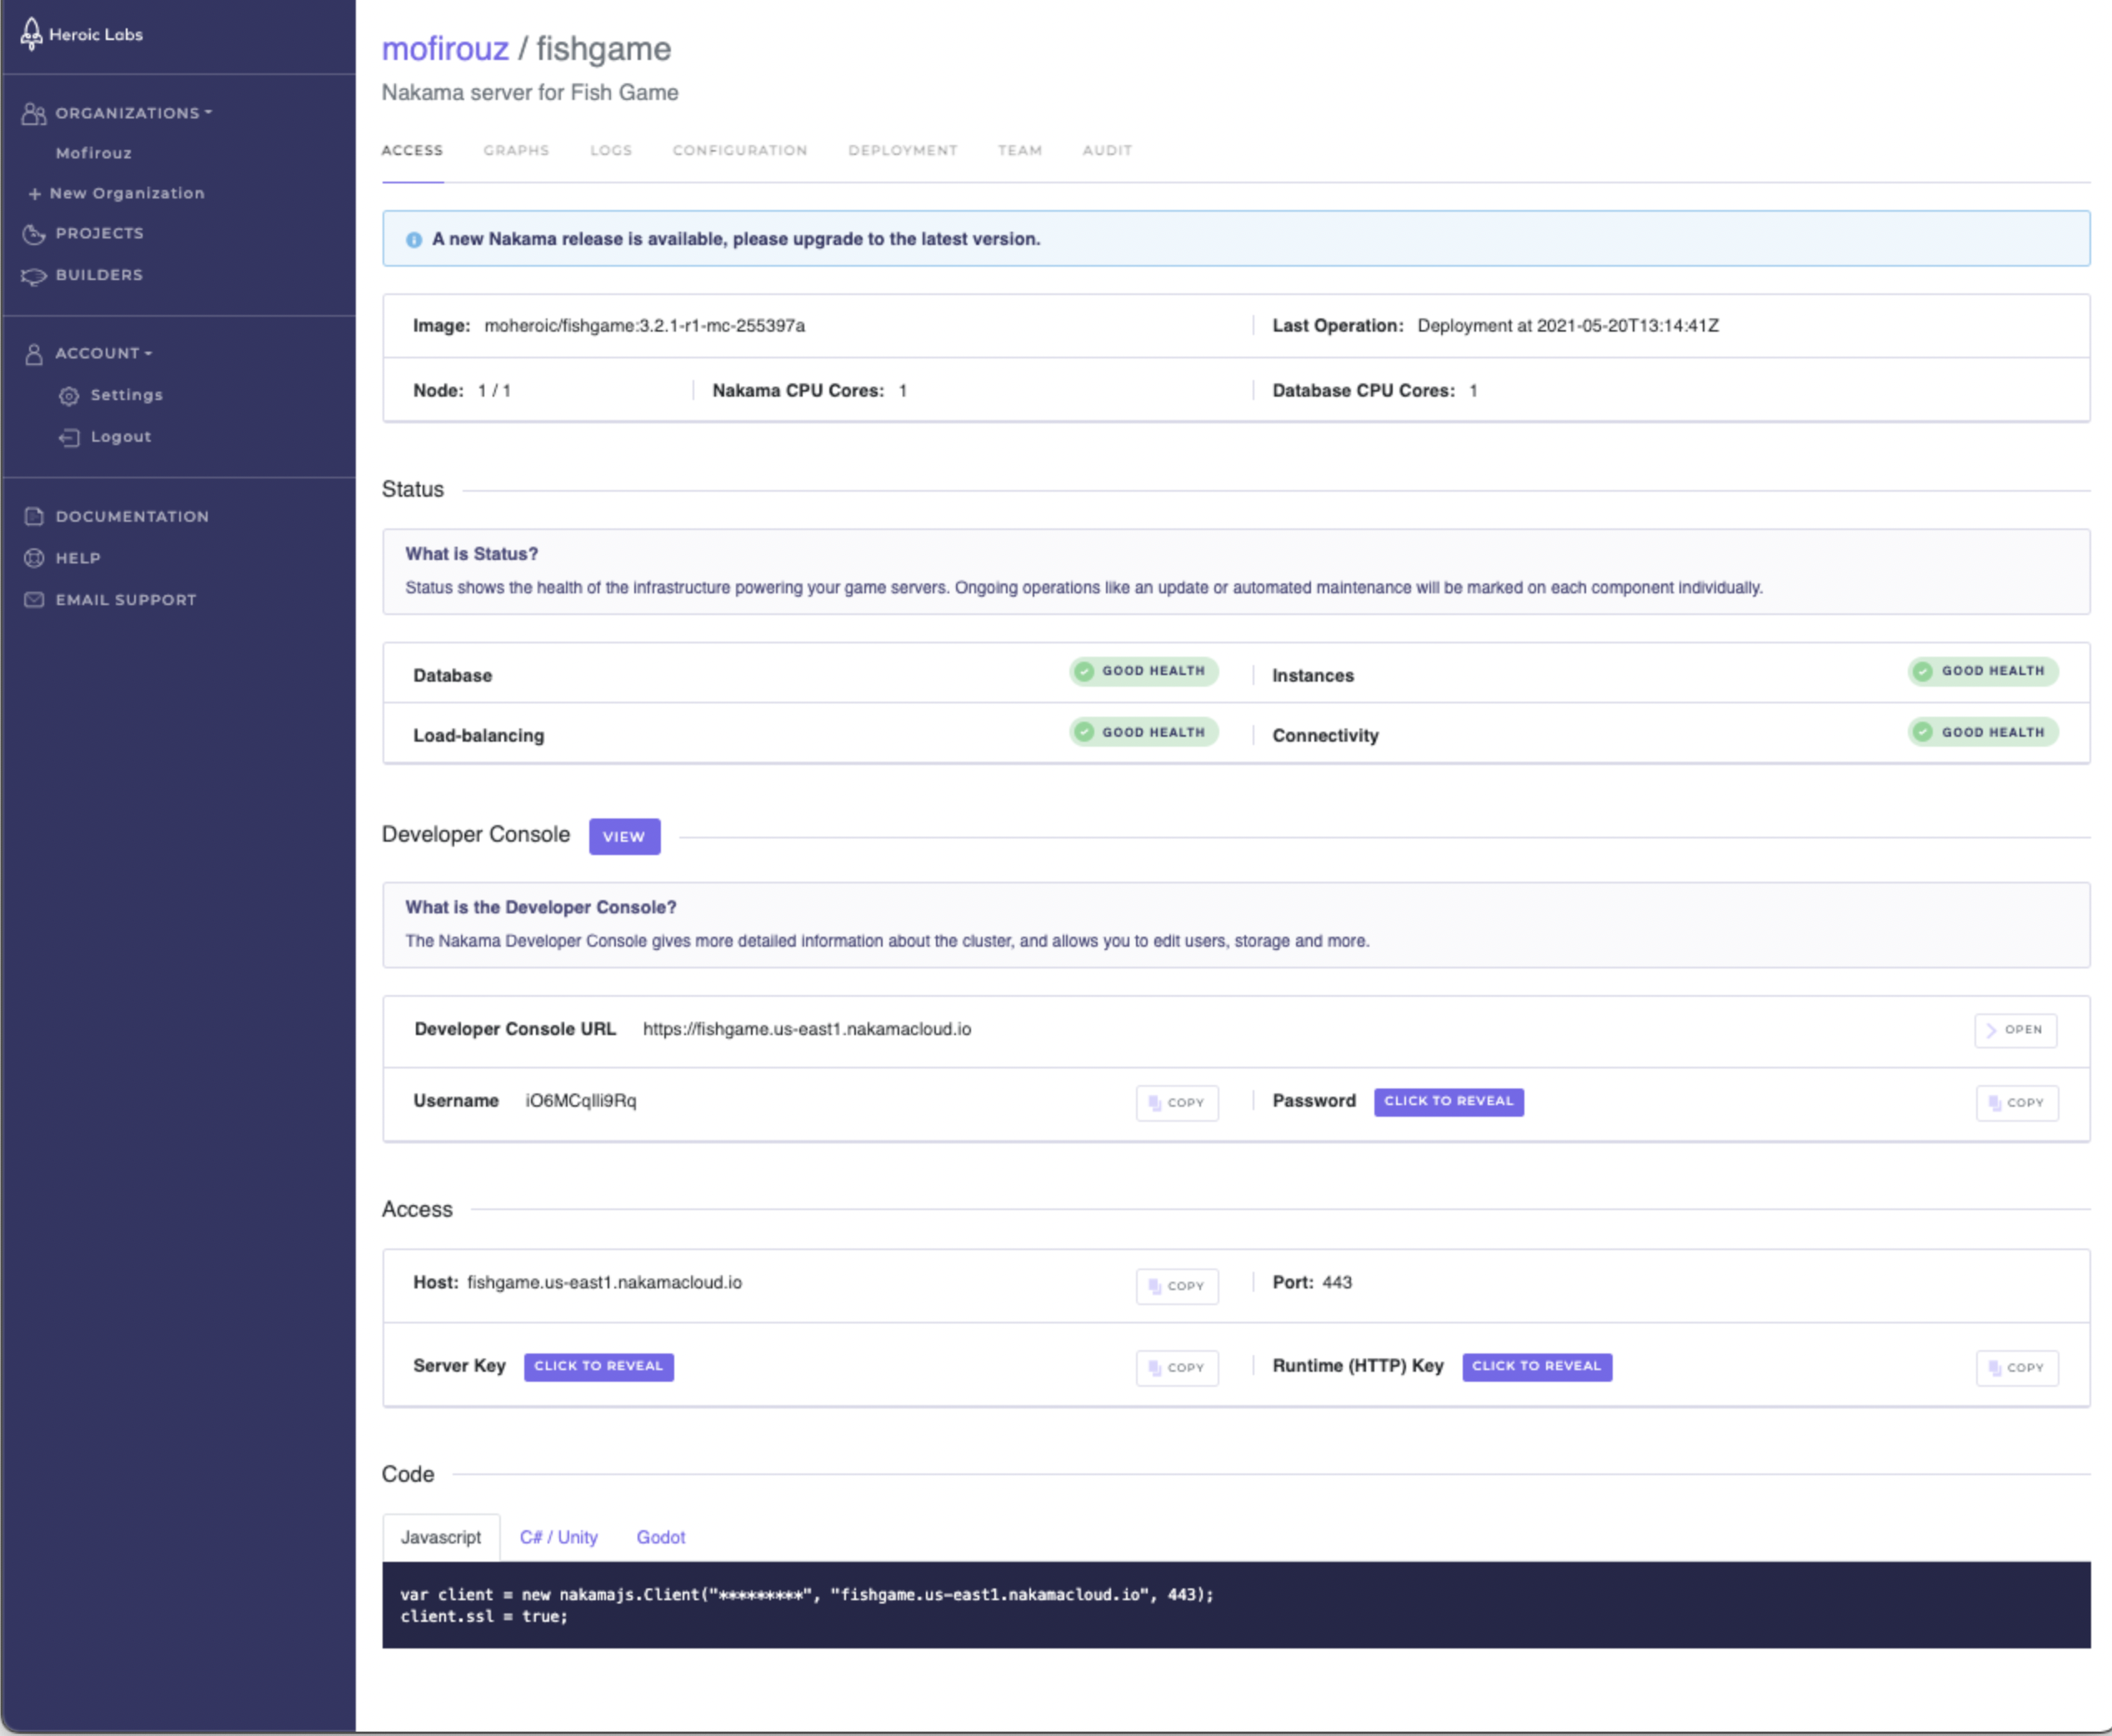 Heroic Labs
ORGANIZATIONS
Mofirouz
+ New Organization
PROJECTS
BUILDERS
ACCOUNT
Settings
Logout
DOCUMENTATION
HELP
EMAIL SUPPORT
mofirouz / fishgame
Nakama server for Fish Game
ACCESS GRAPHS LOGS CONFIGURATION DEPLOYMENT TEAM AUDIT
A new Nakama release is available, please upgrade to the latest version.
Image: moheroic/fishgame:3.2.1-r1-mc-255397a Last Operation: Deployment at 2021-05-20T13:14:41Z
Node: 1 / 1 Nakama CPU Cores: 1 Database CPU Cores: 1
Status
What is Status?
Status shows the health of the infrastructure powering your game servers. Ongoing operations like an update or automated maintenance will be marked on each component individually.
Database GOOD HEALTH Instances GOOD HEALTH
Load-balancing GOOD HEALTH Connectivity GOOD HEALTH
Developer Console VIEW
What is the Developer Console?
The Nakama Developer Console gives more detailed information about the cluster, and allows you to edit users, storage and more.
Developer Console URL https://fishgame.us-east1.nakamacloud.io OPEN
Username COPY Password CLICK TO REVEAL COPY
Access
Host: fishgame.us-east1.nakamacloud.io COPY Port: 443
Server Key CLICK TO REVEAL COPY Runtime (HTTP) Key CLICK TO REVEAL COPY
Code
Javascript C# / Unity Godot
var client = new nakamajs.Client("*********", "fishgame.us-east1.nakamacloud.io", 443);
client.ssl = true;